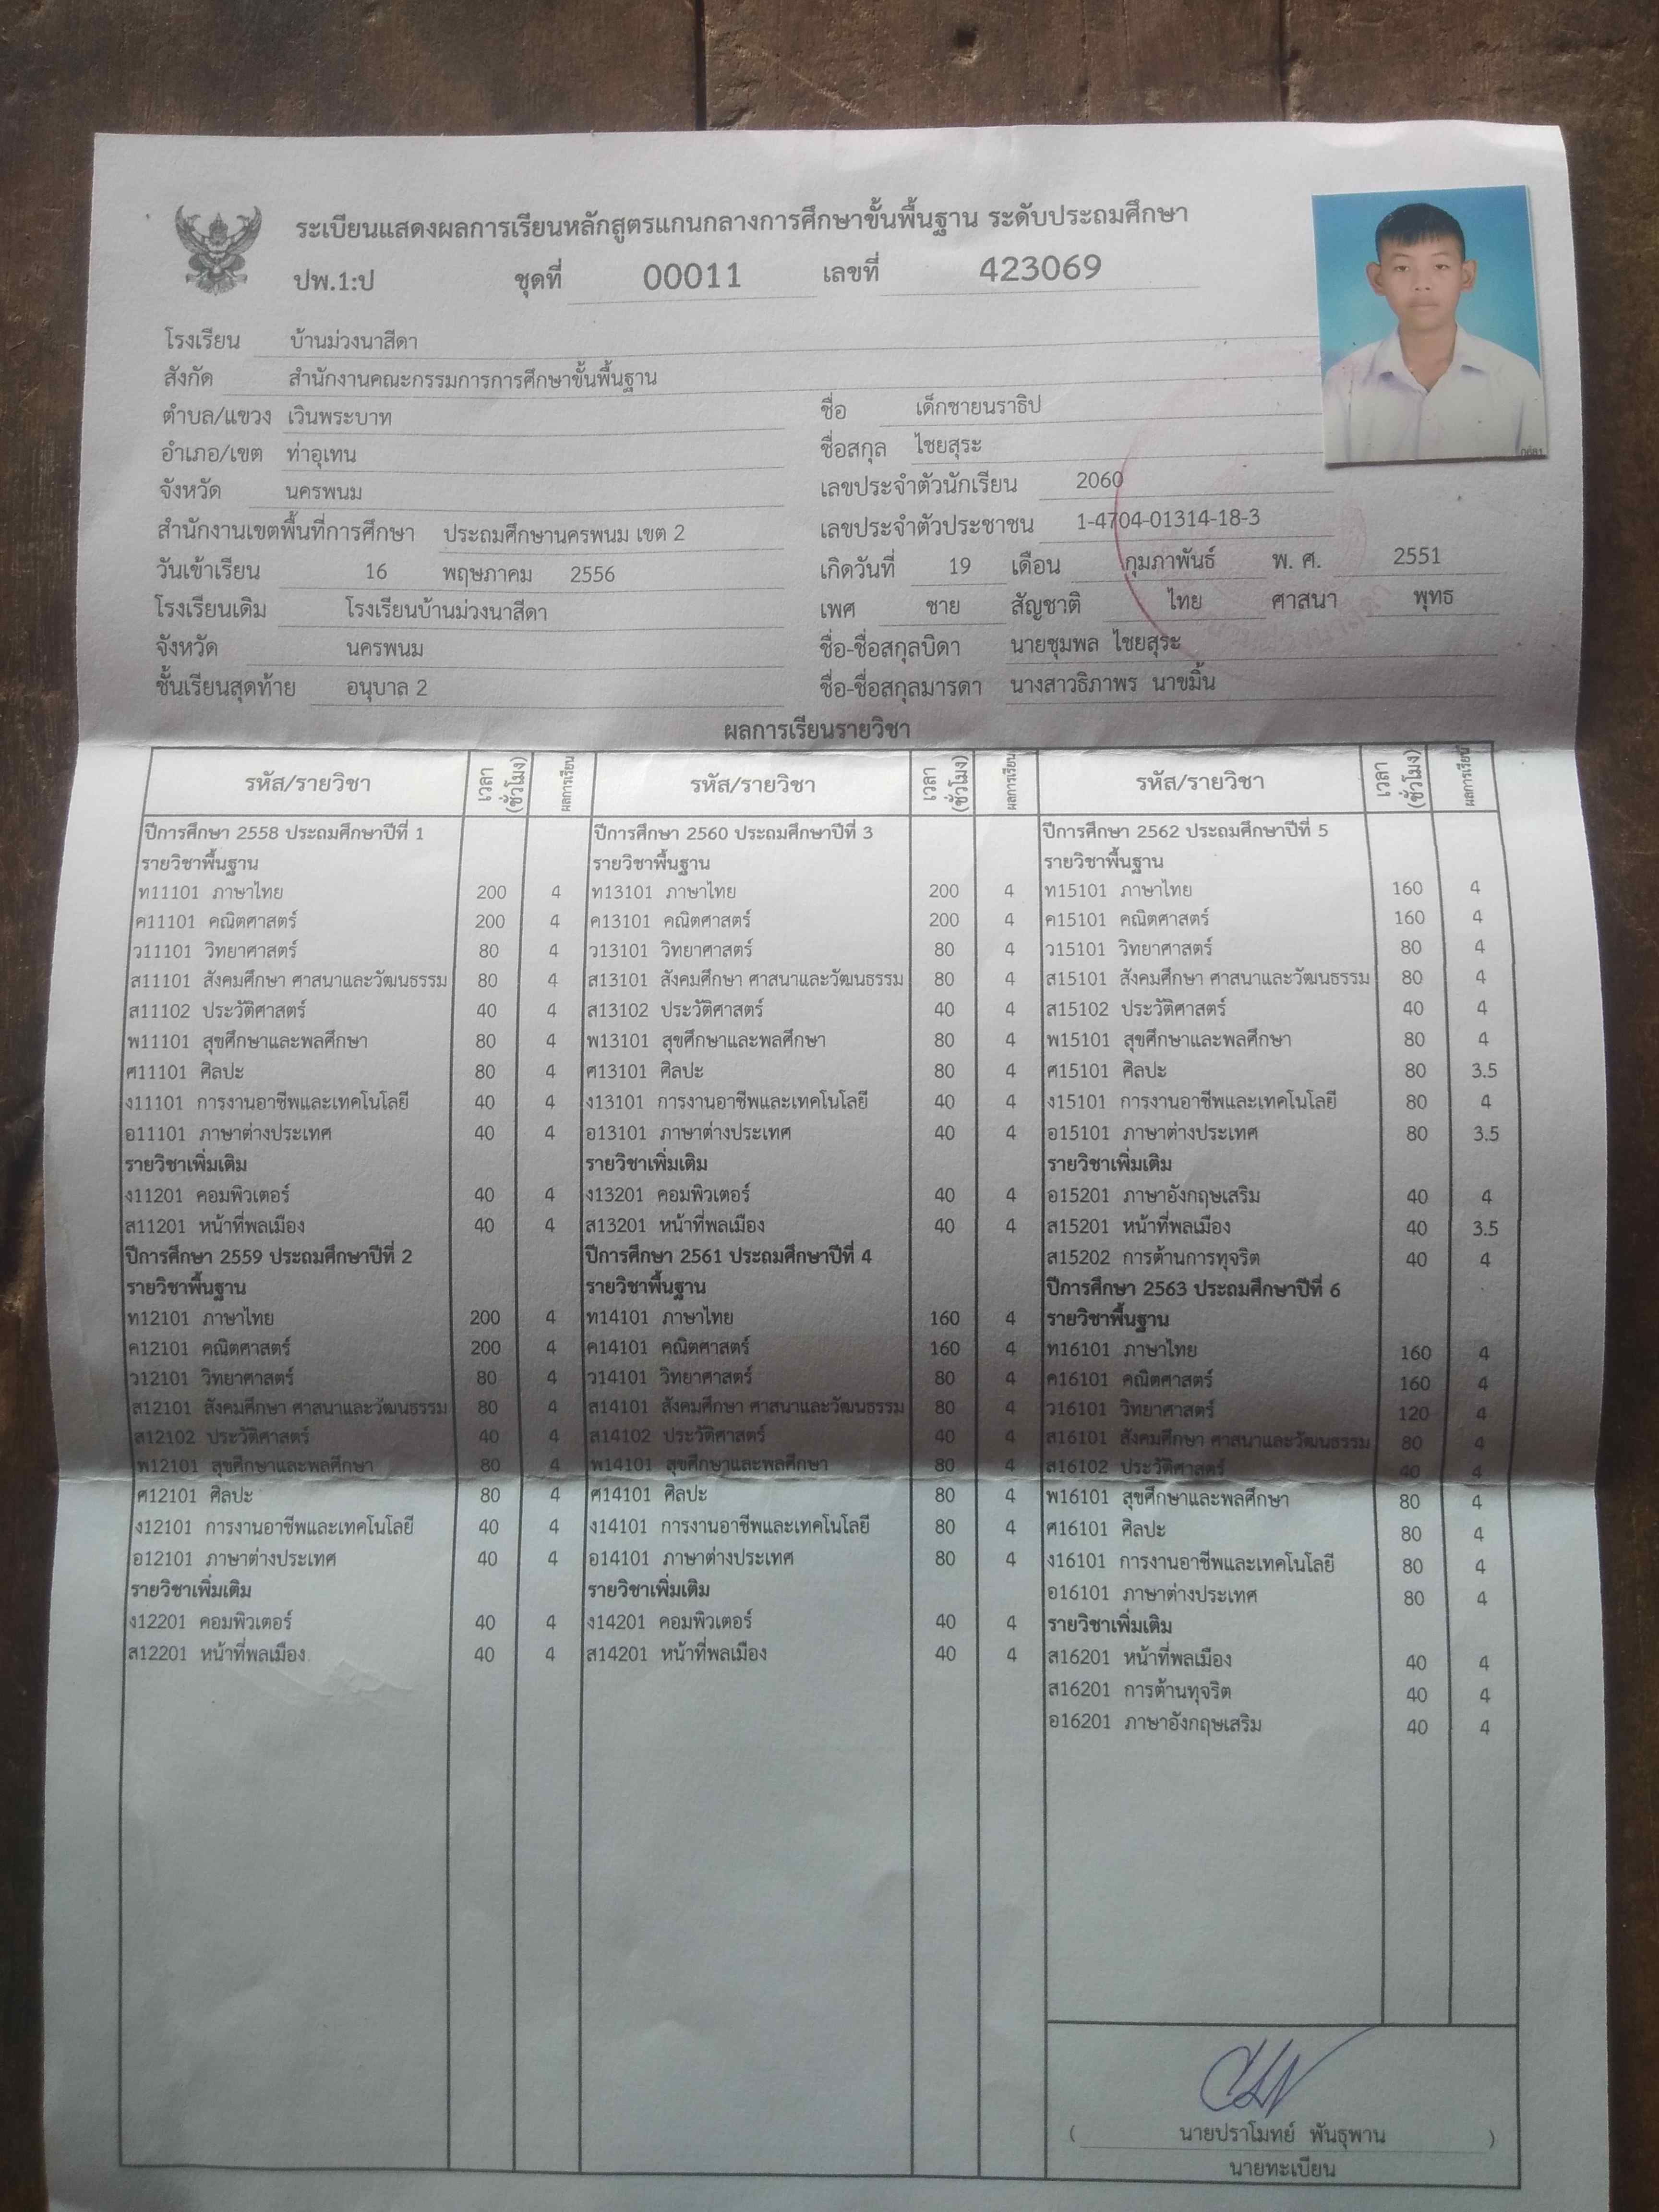 ระเบียนแสดงผลการเรียนหลักสูตรแกนกลางการศึกษาขั้นพื้นฐาน ระดับประถมศึกษา
ปพ.1:ป ชุดที่ 00011 เลขที่ 423069
โรงเรียน บ้านม่วงนาสีดา
สังกัด สำนักงานคณะกรรมการการศึกษาขั้นพื้นฐาน
ตำบล/แขวง เวินพระบาท
อำเภอ/เขต ท่าอุเทน
จังหวัด นครพนม
สำนักงานเขตพื้นที่การศึกษา ประถมศึกษานครพนม เขต 2
วันเข้าเรียน 16 พฤษภาคม 2556
โรงเรียนเดิม โรงเรียนบ้านม่วงนาสีดา
จังหวัด นครพนม
ชั้นเรียนสุดท้าย อนุบาล 2
ชื่อ เด็กชายนราธิป
ชื่อสกุล ไชยสุระ
เลขประจำตัวนักเรียน 2060
เลขประจำตัวประชาชน 1-4704-01314-18-3
เกิดวันที่ 19 เดือน กุมภาพันธ์ พ. ศ. 2551
เพศ ชาย สัญชาติ ไทย ศาสนา พุทธ
ชื่อ-ชื่อสกุลบิดา นายชุมพล ไชยสุระ
ชื่อ-ชื่อสกุลมารดา นางสาวธิภาพร นาขมิ้น
ผลการเรียนรายวิชา
รหัส/รายวิชา เวลา (ชั่วโมง) ผลการเรียน
ปีการศึกษา 2558 ประถมศึกษาปีที่ 1
รายวิชาพื้นฐาน
ท11101 ภาษาไทย 200 4
ค11101 คณิตศาสตร์ 200 4
ว11101 วิทยาศาสตร์ 80 4
ส11101 สังคมศึกษา ศาสนาและวัฒนธรรม 80 4
ส11102 ประวัติศาสตร์ 40 4
พ11101 สุขศึกษาและพลศึกษา 80 4
ศ11101 ศิลปะ 80 4
ง11101 การงานอาชีพและเทคโนโลยี 40 4
อ11101 ภาษาต่างประเทศ 40 4
รายวิชาเพิ่มเติม
ง11201 คอมพิวเตอร์ 40 4
ส11201 หน้าที่พลเมือง 40 4
ปีการศึกษา 2559 ประถมศึกษาปีที่ 2
รายวิชาพื้นฐาน
ท12101 ภาษาไทย 200 4
ค12101 คณิตศาสตร์ 200 4
ว12101 วิทยาศาสตร์ 80 4
ส12101 สังคมศึกษา ศาสนาและวัฒนธรรม 80 4
ส12102 ประวัติศาสตร์ 40 4
พ12101 สุขศึกษาและพลศึกษา 80 4
ศ12101 ศิลปะ 80 4
ง12101 การงานอาชีพและเทคโนโลยี 40 4
อ12101 ภาษาต่างประเทศ 40 4
รายวิชาเพิ่มเติม
ง12201 คอมพิวเตอร์ 40 4
ส12201 หน้าที่พลเมือง 40 4
รหัส/รายวิชา เวลา (ชั่วโมง) ผลการเรียน
ปีการศึกษา 2560 ประถมศึกษาปีที่ 3
รายวิชาพื้นฐาน
ท13101 ภาษาไทย 200 4
ค13101 คณิตศาสตร์ 200 4
ว13101 วิทยาศาสตร์ 80 4
ส13101 สังคมศึกษา ศาสนาและวัฒนธรรม 80 4
ส13102 ประวัติศาสตร์ 40 4
พ13101 สุขศึกษาและพลศึกษา 80 4
ศ13101 ศิลปะ 80 4
ง13101 การงานอาชีพและเทคโนโลยี 40 4
อ13101 ภาษาต่างประเทศ 40 4
รายวิชาเพิ่มเติม
ง13201 คอมพิวเตอร์ 40 4
ส13201 หน้าที่พลเมือง 40 4
ปีการศึกษา 2561 ประถมศึกษาปีที่ 4
รายวิชาพื้นฐาน
ท14101 ภาษาไทย 160 4
ค14101 คณิตศาสตร์ 160 4
ว14101 วิทยาศาสตร์ 80 4
ส14101 สังคมศึกษา ศาสนาและวัฒนธรรม 80 4
ส14102 ประวัติศาสตร์ 40 4
พ14101 สุขศึกษาและพลศึกษา 80 4
ศ14101 ศิลปะ 80 4
ง14101 การงานอาชีพและเทคโนโลยี 80 4
อ14101 ภาษาต่างประเทศ 80 4
รายวิชาเพิ่มเติม
ง14201 คอมพิวเตอร์ 40 4
ส14201 หน้าที่พลเมือง 40 4
รหัส/รายวิชา เวลา (ชั่วโมง) ผลการเรียน
ปีการศึกษา 2562 ประถมศึกษาปีที่ 5
รายวิชาพื้นฐาน
ท15101 ภาษาไทย 160 4
ค15101 คณิตศาสตร์ 160 4
ว15101 วิทยาศาสตร์ 80 4
ส15101 สังคมศึกษา ศาสนาและวัฒนธรรม 80 4
ส15102 ประวัติศาสตร์ 40 4
พ15101 สุขศึกษาและพลศึกษา 80 4
ศ15101 ศิลปะ 80 3.5
ง15101 การงานอาชีพและเทคโนโลยี 80 4
อ15101 ภาษาต่างประเทศ 80 3.5
รายวิชาเพิ่มเติม
อ15201 ภาษาอังกฤษเสริม 40 4
ส15201 หน้าที่พลเมือง 40 3.5
ส15202 การต้านการทุจริต 40 4
ปีการศึกษา 2563 ประถมศึกษาปีที่ 6
รายวิชาพื้นฐาน
ท16101 ภาษาไทย 160 4
ค16101 คณิตศาสตร์ 160 4
ว16101 วิทยาศาสตร์ 120 4
ส16101 สังคมศึกษา ศาสนาและวัฒนธรรม 80 4
ส16102 ประวัติศาสตร์ 40 4
พ16101 สุขศึกษาและพลศึกษา 80 4
ศ16101 ศิลปะ 80 4
ง16101 การงานอาชีพและเทคโนโลยี 80 4
อ16101 ภาษาต่างประเทศ 80 4
รายวิชาเพิ่มเติม
ส16201 หน้าที่พลเมือง 40 4
ส16201 การต้านทุจริต 40 4
อ16201 ภาษาอังกฤษเสริม 40 4
( นายปราโมทย์ พันธุพาน )
นายทะเบียน